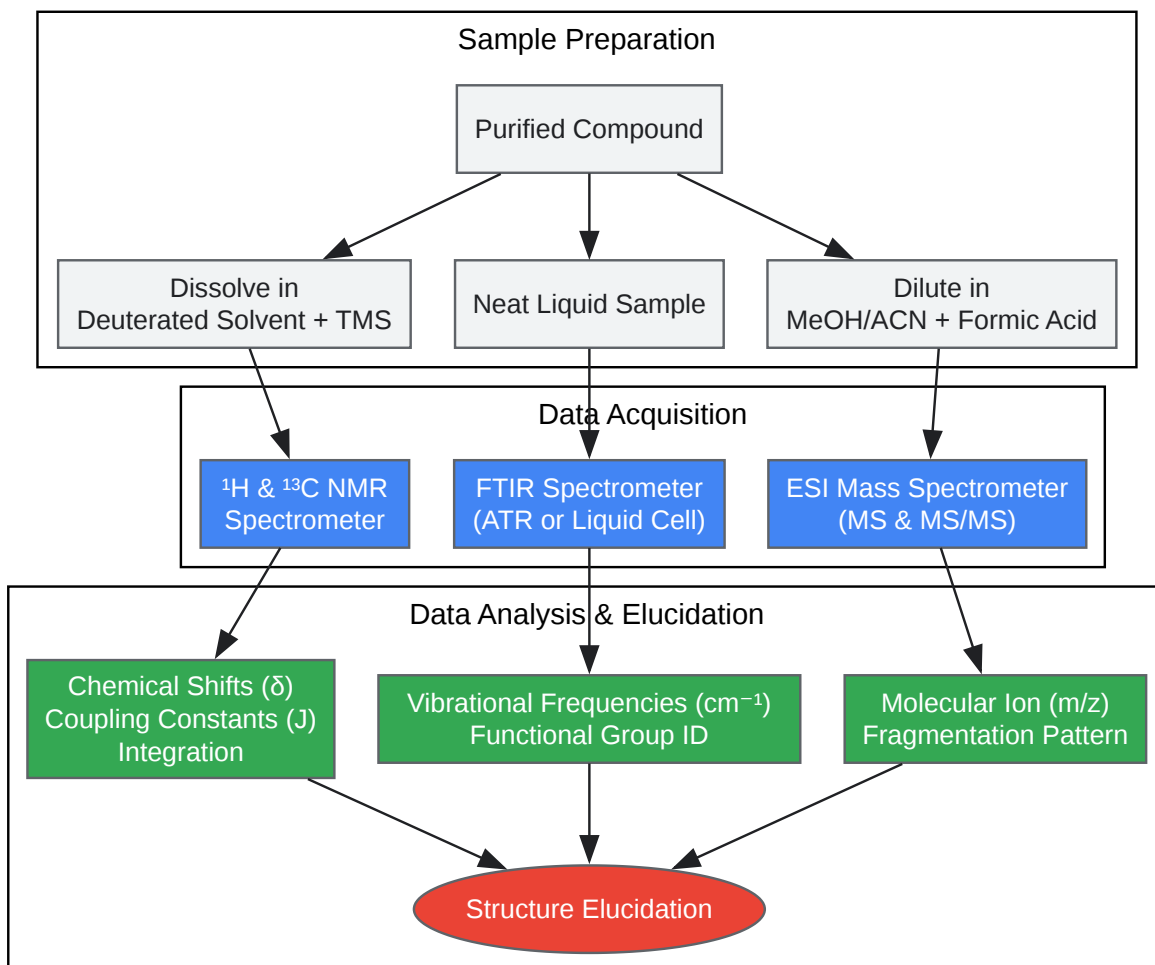 Sample Preparation
Purified Compound
Dissolve in
Deuterated Solvent + TMS
Neat Liquid Sample
Dilute in
MeOH/ACN + Formic Acid
Data Acquisition
¹H & ¹³C NMR
Spectrometer
FTIR Spectrometer
(ATR or Liquid Cell)
ESI Mass Spectrometer
(MS & MS/MS)
Data Analysis & Elucidation
Chemical Shifts (δ)
Coupling Constants (J)
Integration
Vibrational Frequencies (cm⁻¹)
Functional Group ID
Molecular Ion (m/z)
Fragmentation Pattern
Structure Elucidation